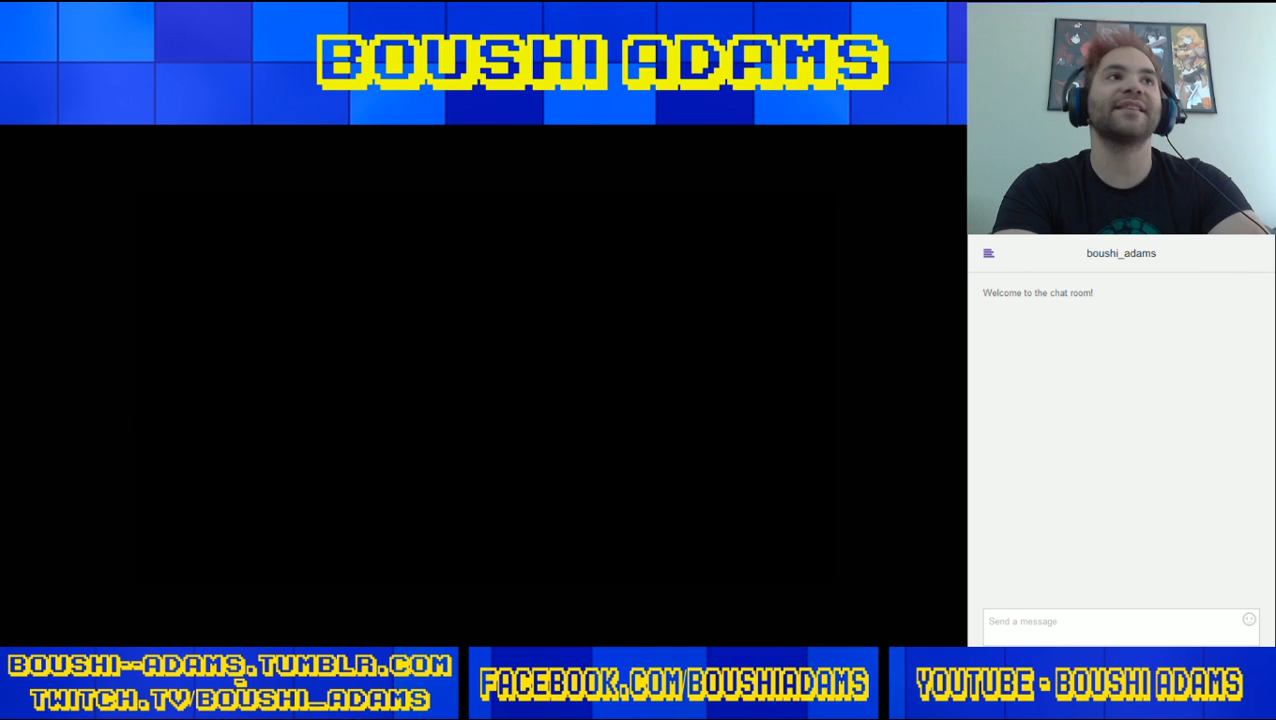 BOUSHI ADAMS
boushi_adams
Welcome to the chat room!
Send a message
BOUSHI--ADAMS.TUMBLR.COM
-
TWITCH.TV/BOUSHI_ADAMS
FACEBOOK.COM/BOUSHIADAMS
YOUTUBE - BOUSHI ADAMS